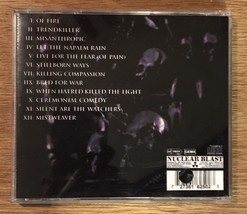 I: OF FIRE
II. TRENDKILLER
III: MISANTHROPIC
IV: LET THE NAPALM RAIN
V: LIVE FOR THE FEAR (OF PAIN)
VI: STILLBORN WAYS
VII: KILLING COMPASSION
VIII: BRED FOR WAR
IX: WHEN HATRED KILLED THE LIGHT
X: CEREMONIAL COMEDY
XI: SILENT ARE THE WATCHERS
XII: MISTWEAVER
NUCLEAR BLAST